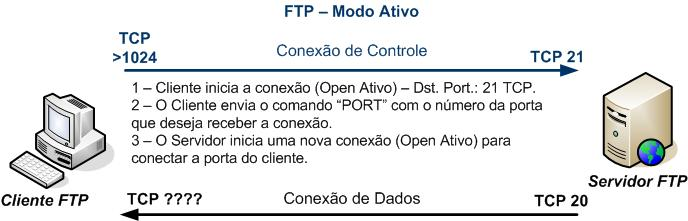 FTP – Modo Ativo
TCP
>1024
Conexão de Controle
TCP 21
1 – Cliente inicia a conexão (Open Ativo) – Dst. Port.: 21 TCP.
2 – O Cliente envia o comando “PORT” com o número da porta
que deseja receber a conexão.
3 – O Servidor inicia uma nova conexão (Open Ativo) para
conectar a porta do cliente.
Cliente FTP
Servidor FTP
TCP ????
Conexão de Dados
TCP 20